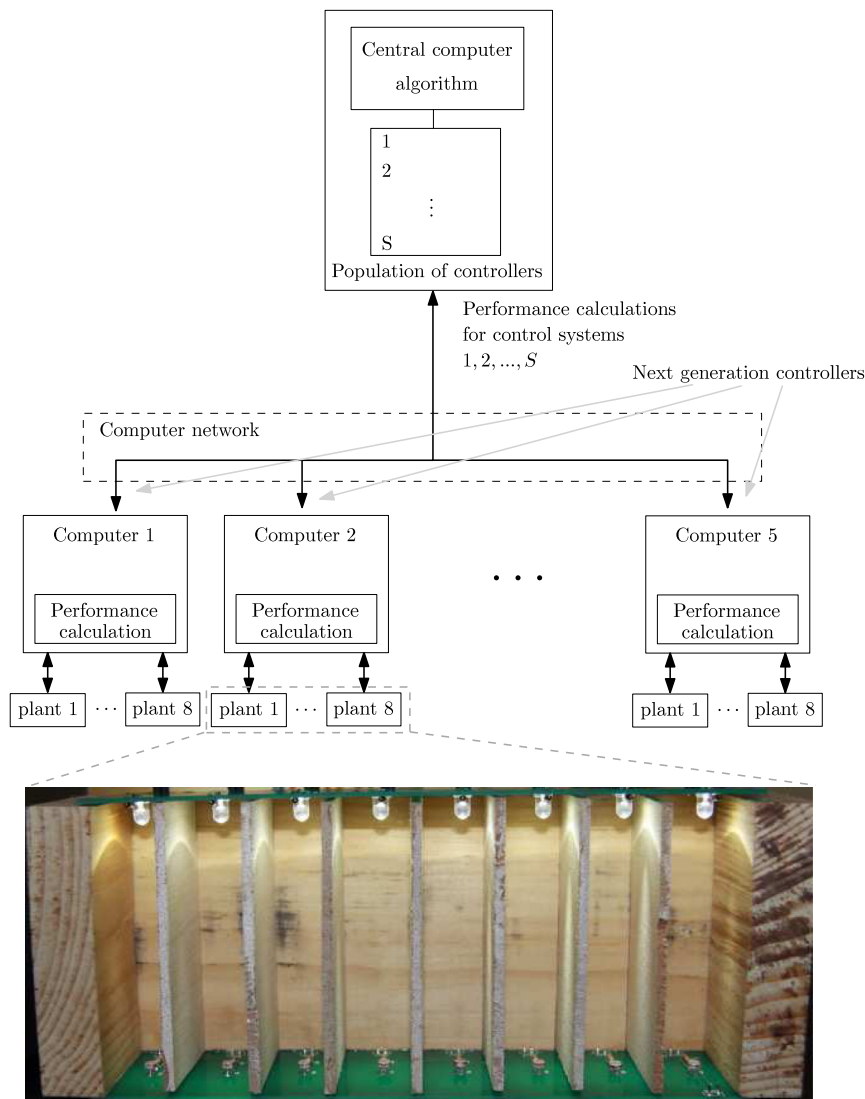 Central computer
algorithm
1
2
⋮
S
Population of controllers
Performance calculations
for control systems
1, 2, ..., S
Next generation controllers
Computer network
Computer 1
Performance
calculation
Computer 2
Performance
calculation
. . .
Computer 5
Performance
calculation
plant 1 ... plant 8
plant 1 ... plant 8
plant 1 ... plant 8